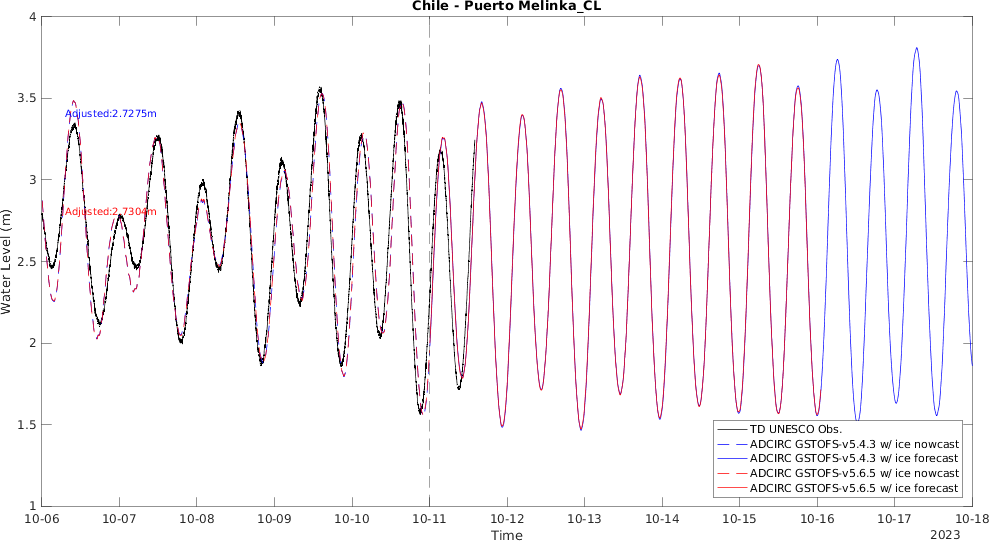 Chile - Puerto Melinka_CL
4
3.5
3
2.5
2
1.5
1
Water Level (m)
Adjusted:2.7275m
Adjusted:2.7304m
TD UNESCO Obs.
ADCIRC GSTOFS-v5.4.3 w/ ice nowcast
ADCIRC GSTOFS-v5.4.3 w/ ice forecast
ADCIRC GSTOFS-v5.6.5 w/ ice nowcast
ADCIRC GSTOFS-v5.6.5 w/ ice forecast
10-06 10-07 10-08 10-09 10-10 10-11 10-12 10-13 10-14 10-15 10-16 10-17 10-18
Time
2023